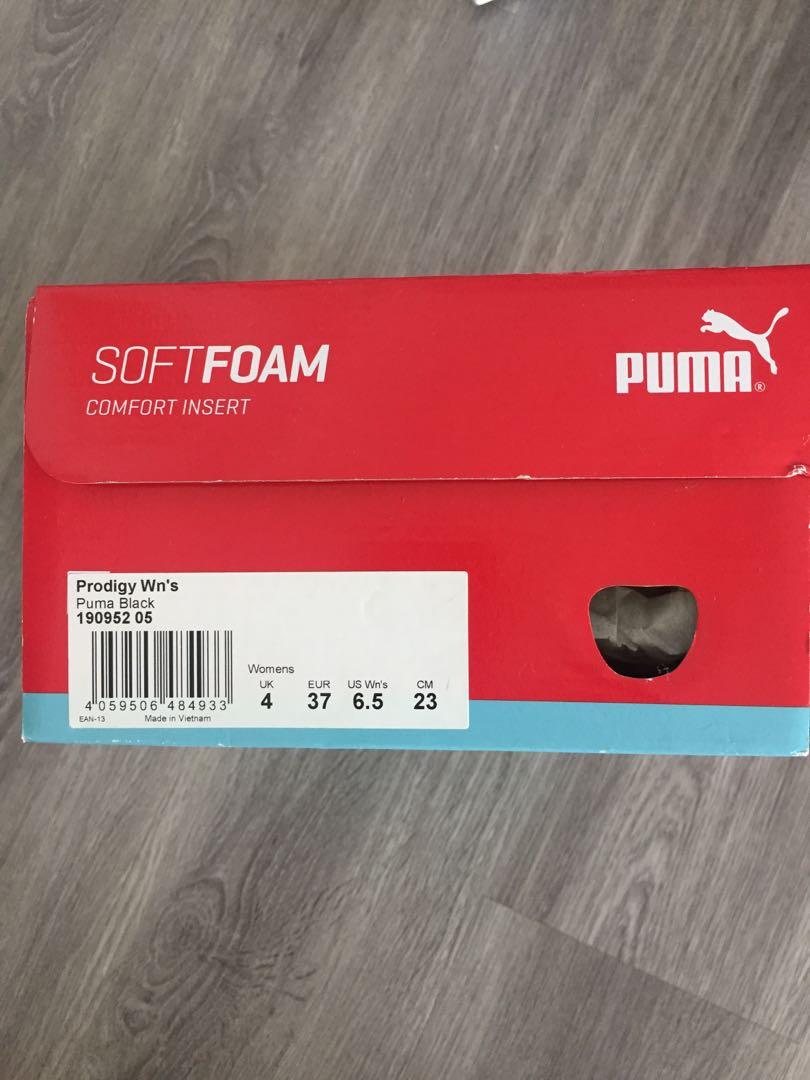 SOFTFOAM
COMFORT INSERT
PUMA®
Prodigy Wn's
Puma Black
190952 05
4 059506 484933
EAN-13 Made in Vietnam
Womens
UK EUR US Wn's CM
4 37 6.5 23